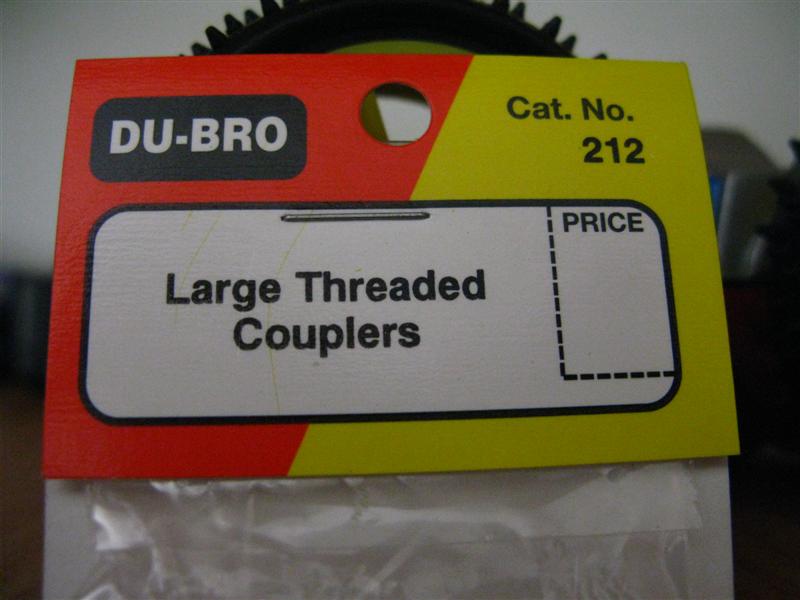 DU-BRO
Cat. No.
212
PRICE
Large Threaded
Couplers